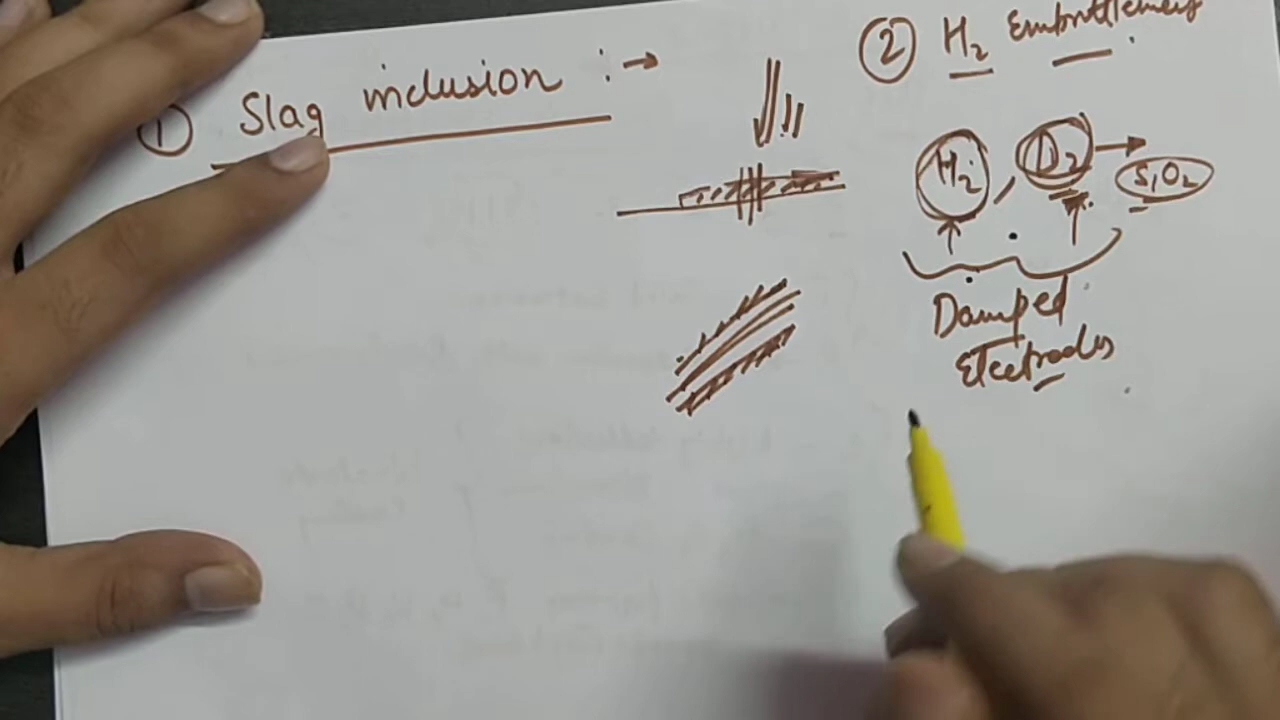 ① Slag inclusion :→
② H₂ Embrittlement
H₂ , O₂ → SiO₂
Damped
Electrodes